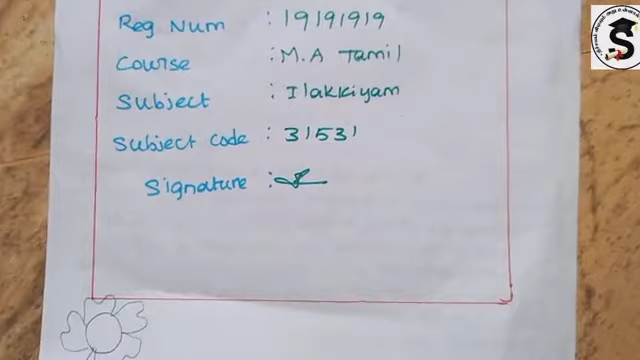 Reg Num : 19191919
Course : M.A Tamil
Subject : Ilakkiyam
Subject code : 31531
Signature :